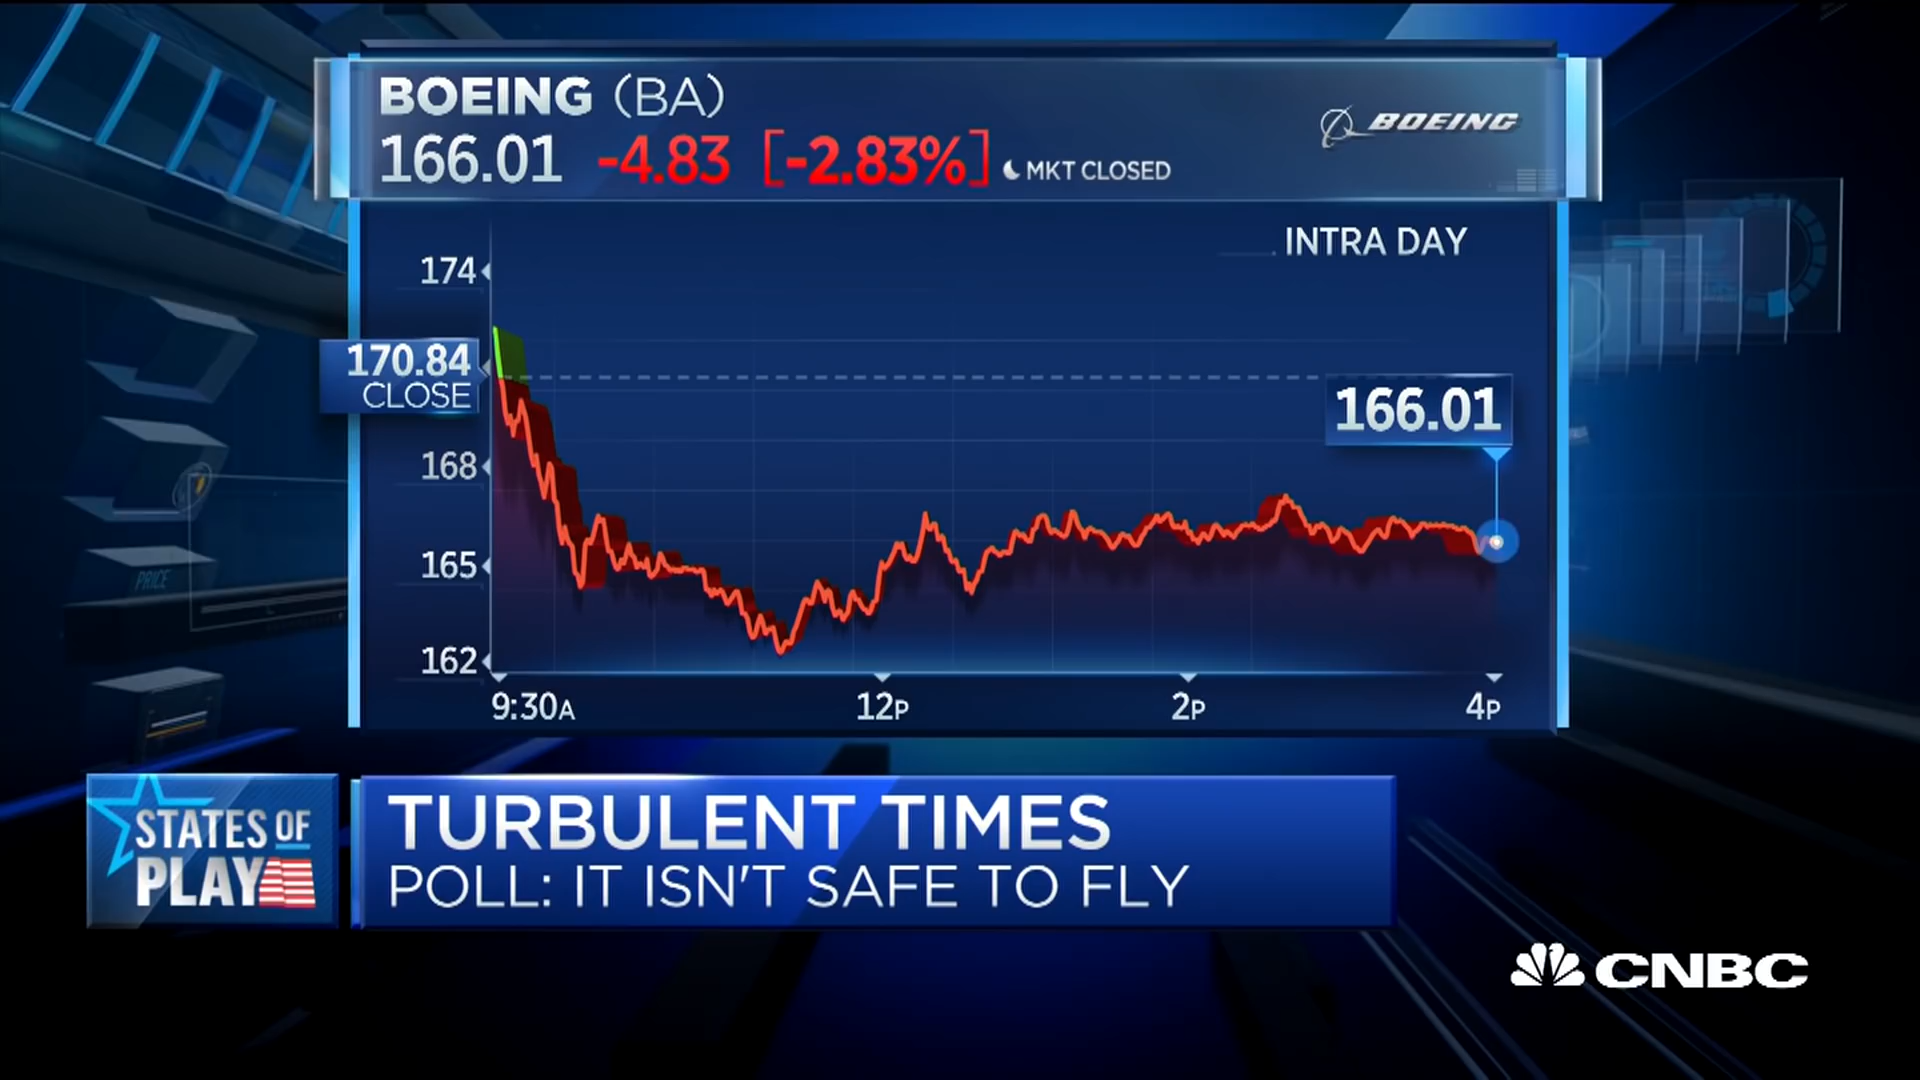 BOEING (BA)
166.01 -4.83 [-2.83%] MKT CLOSED
BOEING
INTRA DAY
174
170.84
CLOSE
166.01
168
165
162
9:30A 12P 2P 4P
PRICE
STATES OF
PLAY
TURBULENT TIMES
POLL: IT ISN'T SAFE TO FLY
CNBC